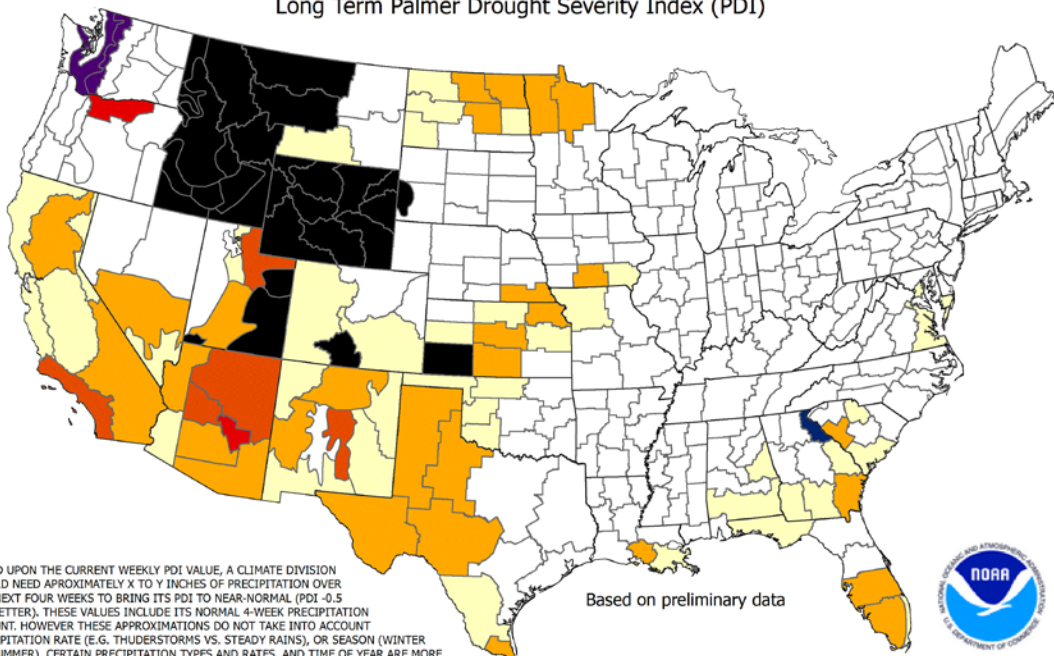 Long Term Palmer Drought Severity Index (PDI)
UPON THE CURRENT WEEKLY PDI VALUE, A CLIMATE DIVISION
NEED APROXIMATELY X TO Y INCHES OF PRECIPITATION OVER
NEXT FOUR WEEKS TO BRING ITS PDI TO NEAR-NORMAL (PDI -0.5
ETTER). THESE VALUES INCLUDE ITS NORMAL 4-WEEK PRECIPITATION
NT. HOWEVER THESE APPROXIMATIONS DO NOT TAKE INTO ACCOUNT
IPITATION RATE (E.G. THUDERSTORMS VS. STEADY RAINS), OR SEASON (WINTER
UMMER). CERTAIN PRECIPITATION TYPES AND RATES, AND TIME OF YEAR ARE MORE
Based on preliminary data
NATIONAL OCEANIC AND ATMOSPHERIC ADMINISTRATION
NOAA
U.S. DEPARTMENT OF COMMERCE